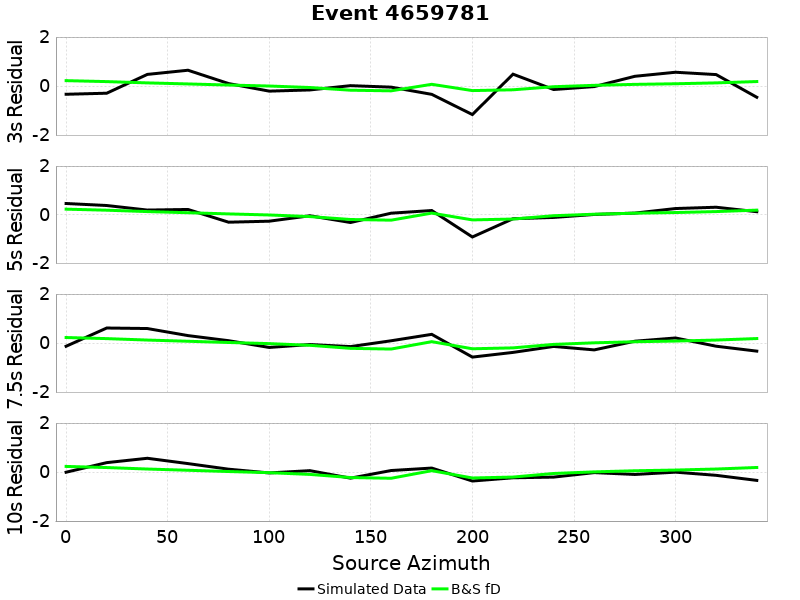 Event 4659781
3s Residual
2
0
-2
5s Residual
2
0
-2
7.5s Residual
2
0
-2
10s Residual
2
0
-2
0 50 100 150 200 250 300
Source Azimuth
Simulated Data B&S fD